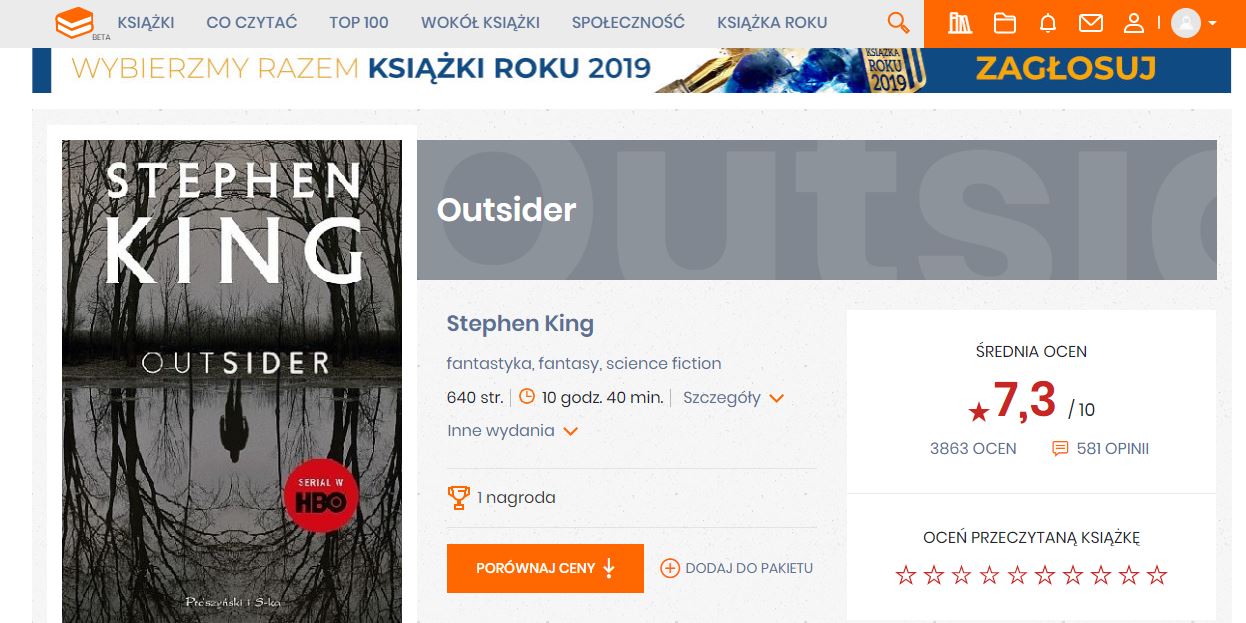 BETA
KSIĄŻKI CO CZYTAĆ TOP 100 WOKÓŁ KSIĄŻKI SPOŁECZNOŚĆ KSIĄŻKA ROKU
WYBIERZMY RAZEM KSIĄŻKI ROKU 2019
KSIĄŻKA
ROKU
2019
ZAGŁOSUJ
STEPHEN
KING
OUTSIDER
SERIAL W
HBO
Prószyński i S-ka
Outsider
Stephen King
fantastyka, fantasy, science fiction
640 str. | 10 godz. 40 min. | Szczegóły
Inne wydania
1 nagroda
PORÓWNAJ CENY
DODAJ DO PAKIETU
ŚREDNIA OCEN
7,3 / 10
3863 OCEN 581 OPINII
OCEŃ PRZECZYTANĄ KSIĄŻKĘ